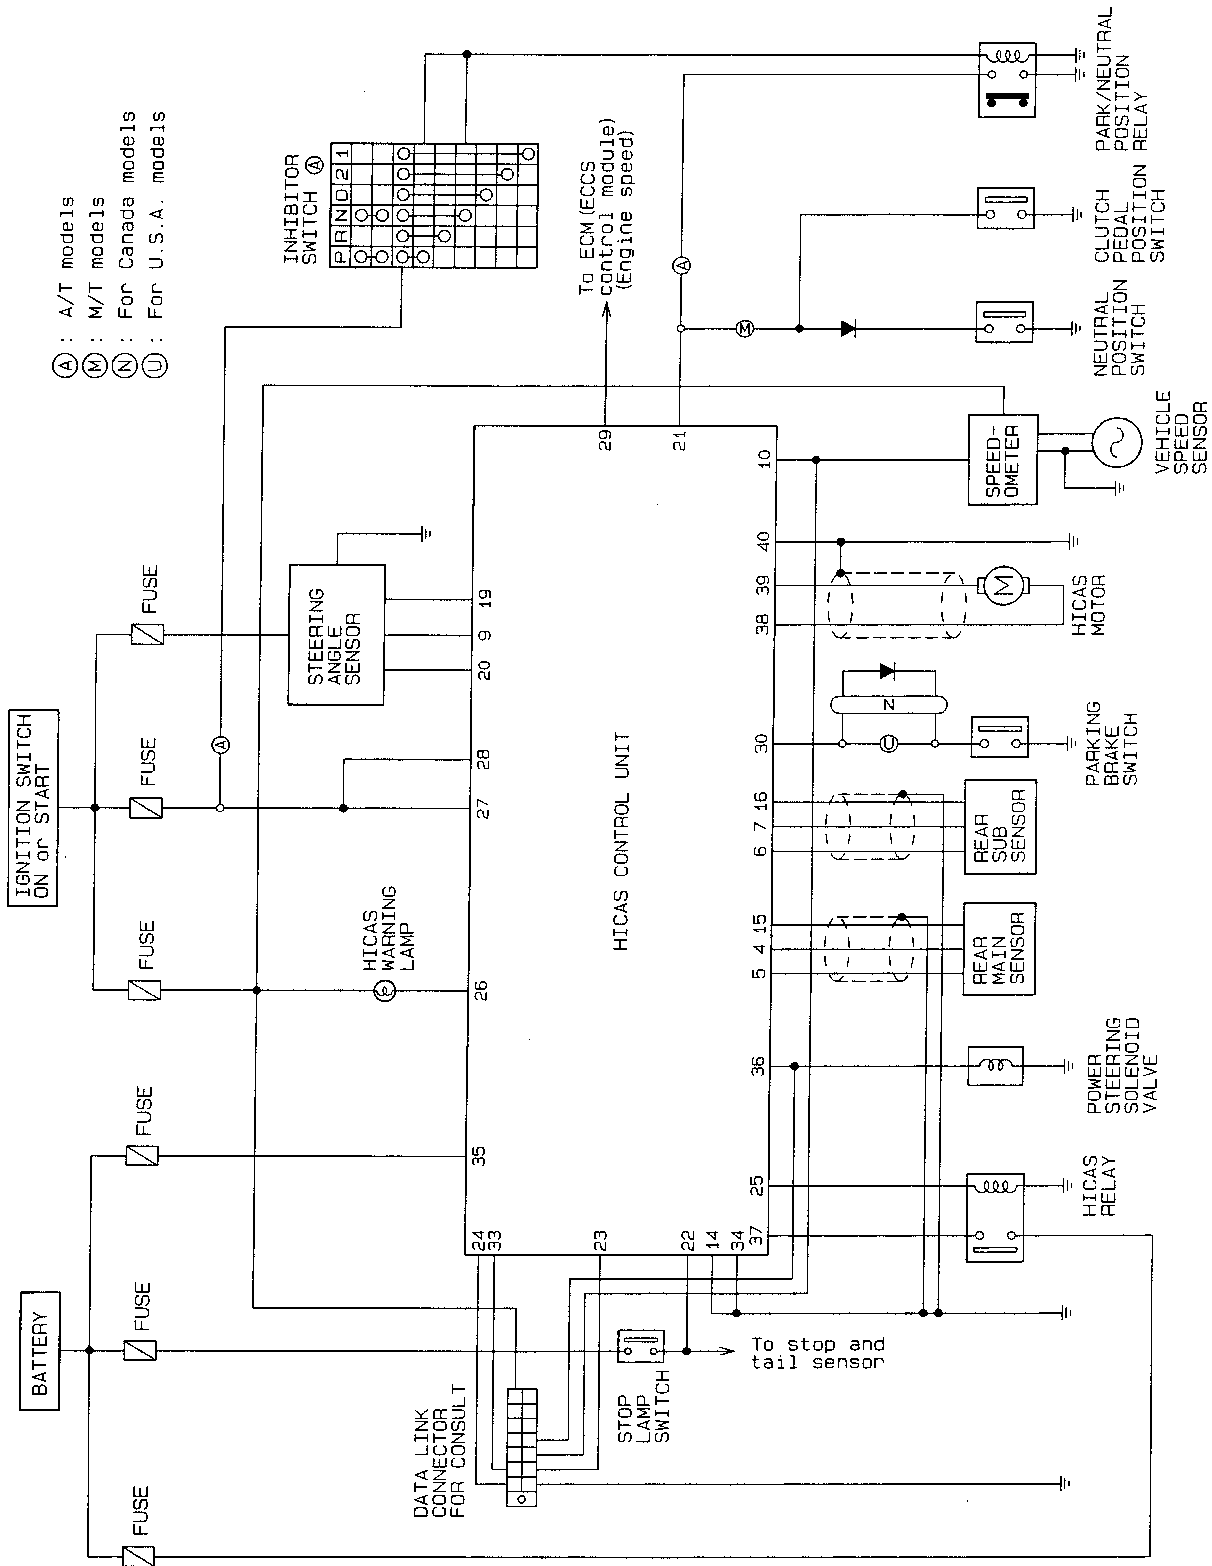 Ⓐ : A/T models
Ⓜ : M/T models
Ⓝ : For Canada models
Ⓤ : For U.S.A. models
IGNITION SWITCH
ON or START
BATTERY
FUSE
FUSE
FUSE
FUSE
FUSE
FUSE
INHIBITOR
SWITCH Ⓐ
P R N D 2 1
A
STEERING
ANGLE
SENSOR
HICAS
WARNING
LAMP
To ECM (ECCS
control module)
(Engine speed)
A
M
HICAS CONTROL UNIT
24
33
35
26
27
28
20
9
19
29
21
23
22
14
34
37
25
36
5
4
15
6
7
16
30
38
39
40
10
DATA LINK
CONNECTOR
FOR CONSULT
STOP
LAMP
SWITCH
To stop and
tail sensor
HICAS
RELAY
POWER
STEERING
SOLENOID
VALVE
REAR
MAIN
SENSOR
REAR
SUB
SENSOR
N
U
PARKING
BRAKE
SWITCH
M
HICAS
MOTOR
SPEED-
OMETER
VEHICLE
SPEED
SENSOR
NEUTRAL
POSITION
SWITCH
CLUTCH
PEDAL
POSITION
SWITCH
PARK/NEUTRAL
POSITION
RELAY